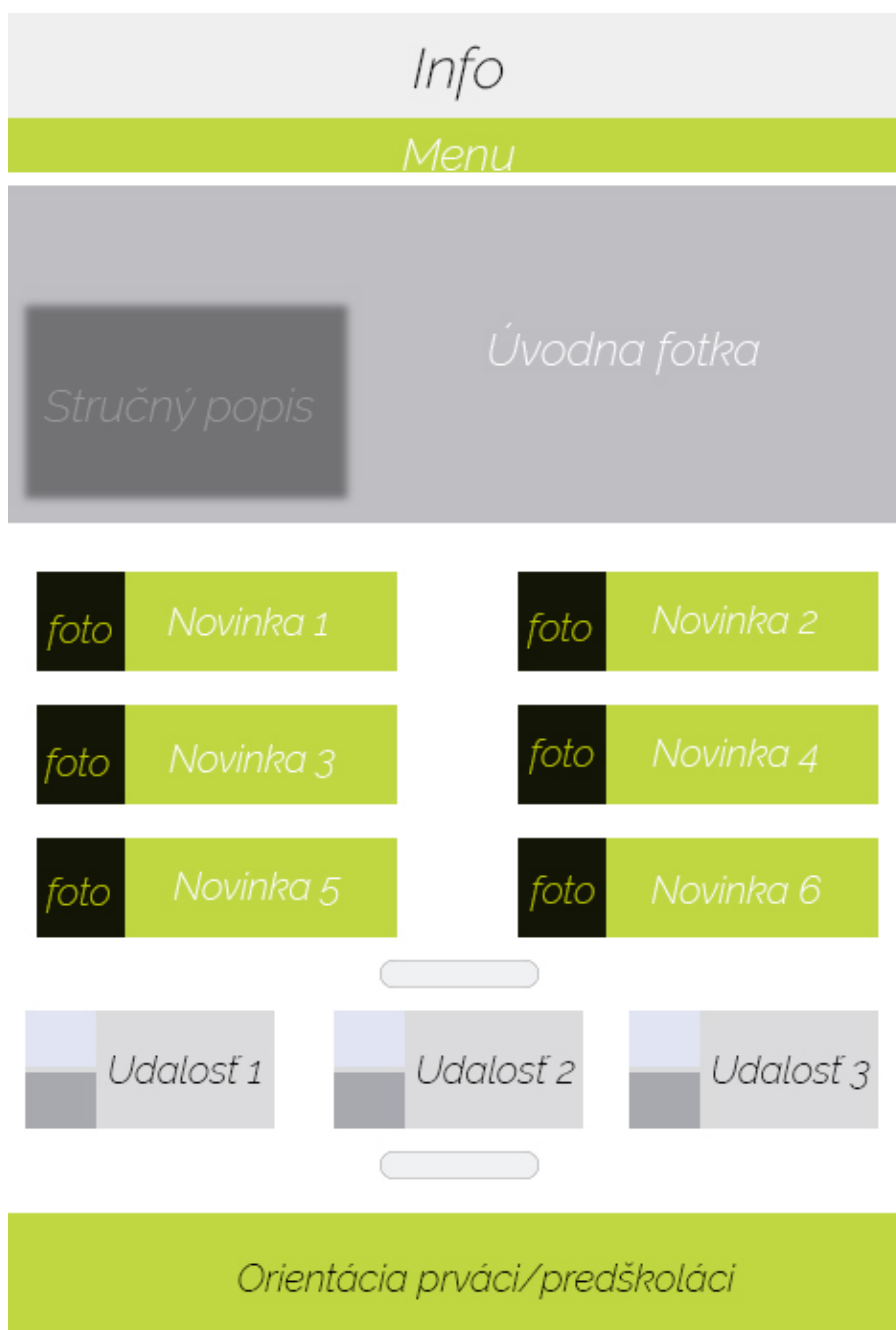 Info
Menu
Úvodna fotka
Stručný popis
foto
Novinka 1
foto
Novinka 2
foto
Novinka 3
foto
Novinka 4
foto
Novinka 5
foto
Novinka 6
Udalosť 1
Udalosť 2
Udalosť 3
Orientácia prváci/predškoláci